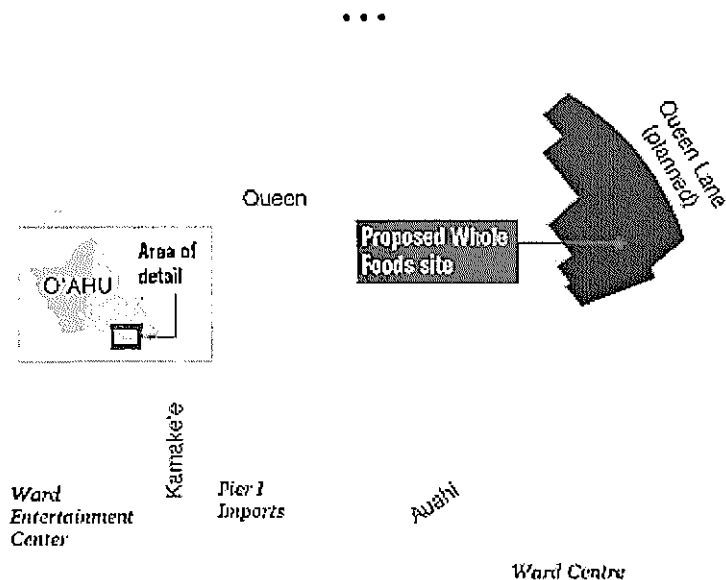 •••
Queen Lane
(planned)
Queen
Proposed Whole
Foods site
Area of
detail
O'AHU
Kamake'e
Ward
Entertainment
Center
Pier 1
Imports
Auahi
Ward Centre